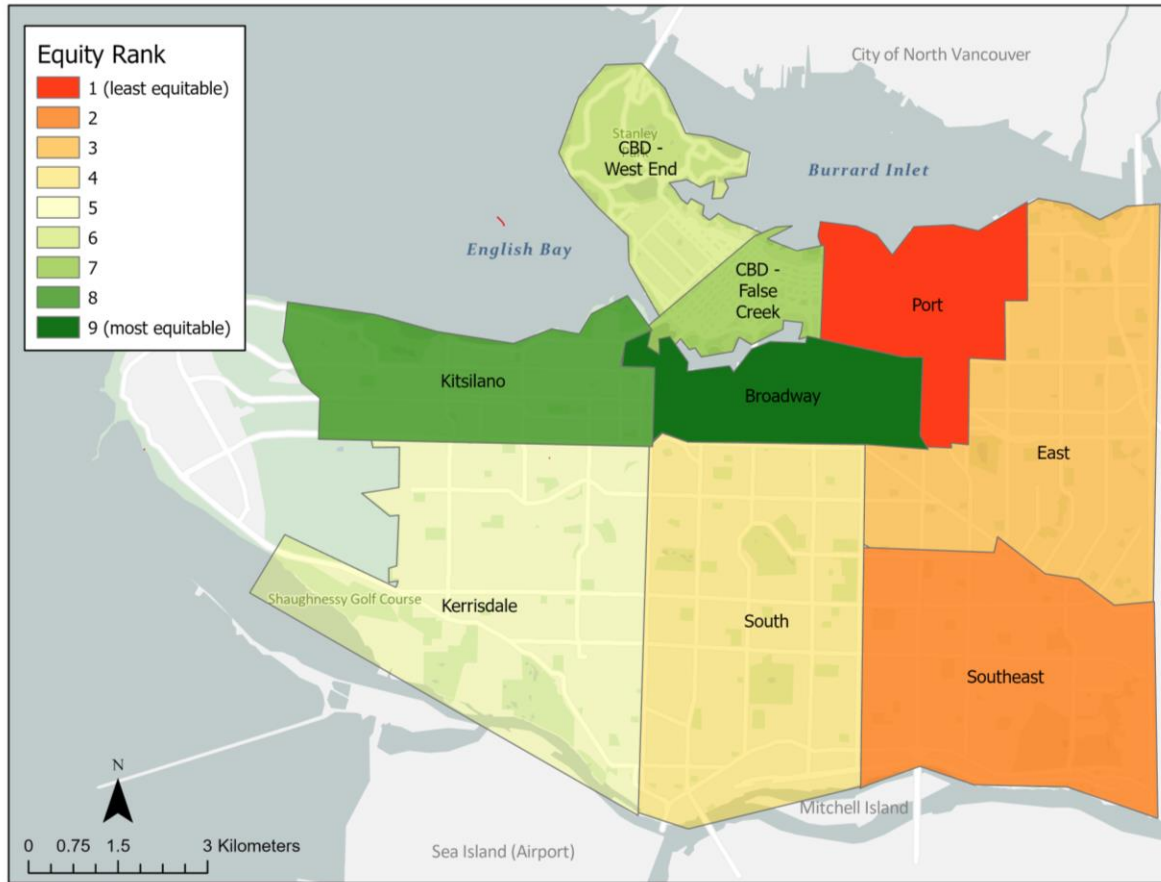 Equity Rank
1 (least equitable)
2
3
4
5
6
7
8
9 (most equitable)
City of North Vancouver
Stanley
CBD -
West End
Burrard Inlet
English Bay
CBD -
False
Creek
Port
Kitsilano
Broadway
East
Shaughnessy Golf Course
Kerrisdale
South
Southeast
Mitchell Island
Sea Island (Airport)
N
0 0.75 1.5 3 Kilometers